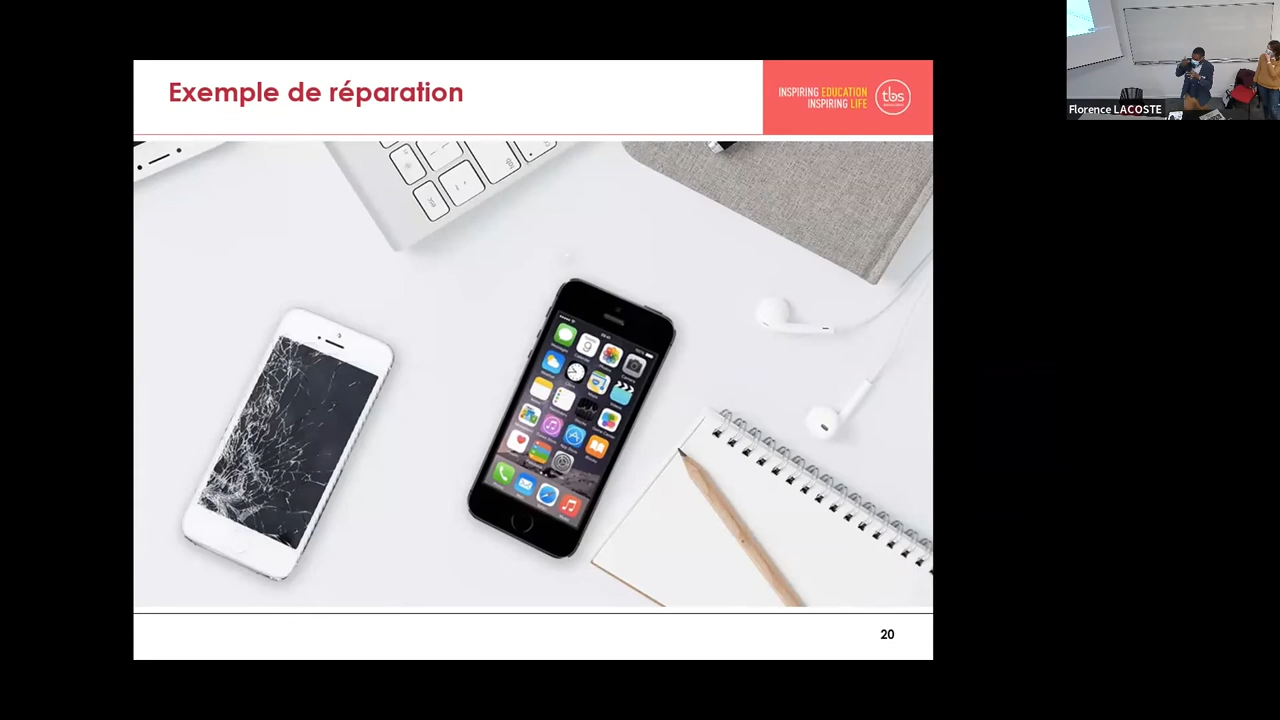 Exemple de réparation
INSPIRING EDUCATION
INSPIRING LIFE
tbs
Florence LACOSTE
20